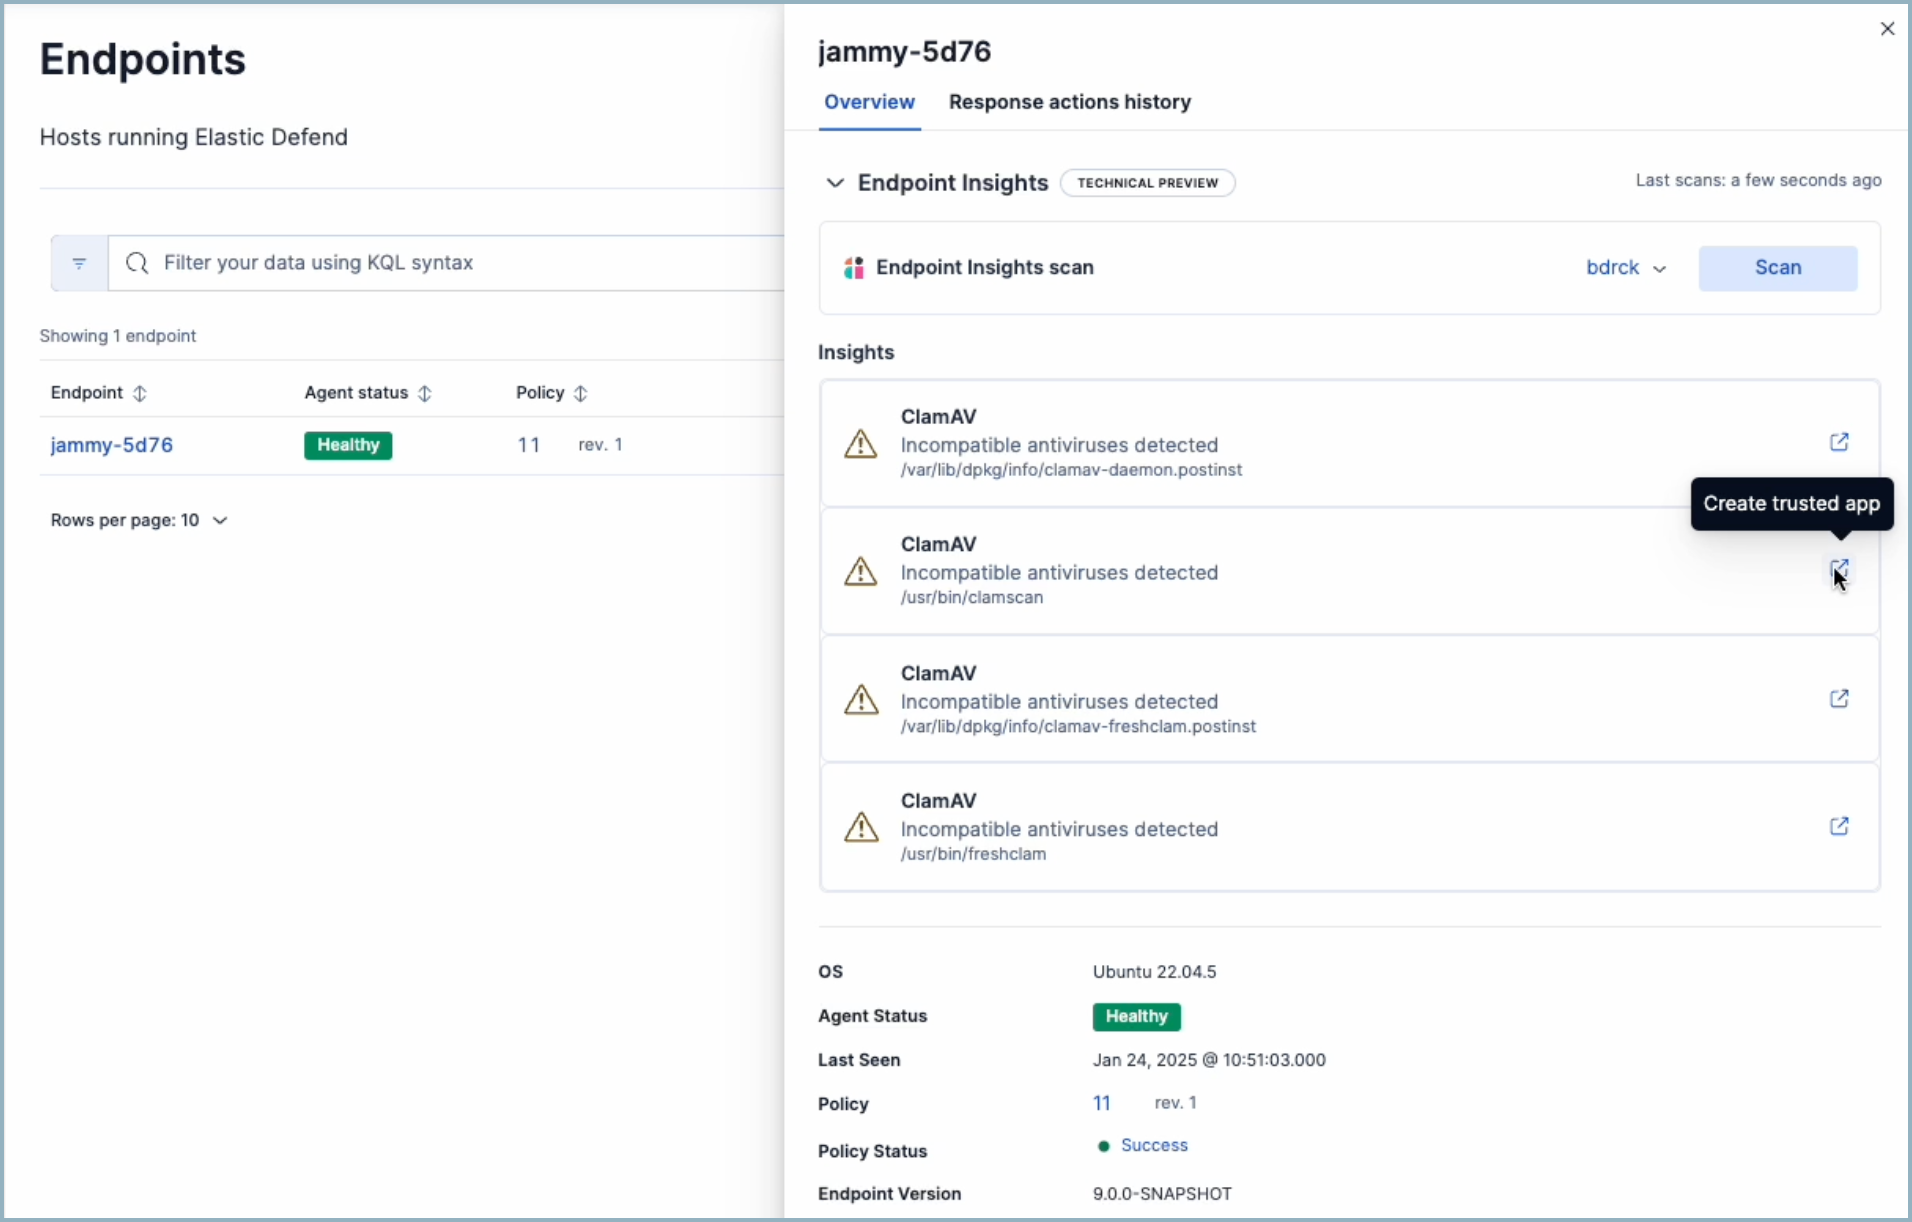 Endpoints
Hosts running Elastic Defend
Filter your data using KQL syntax
Showing 1 endpoint
Endpoint Agent status Policy
jammy-5d76 Healthy 11 rev. 1
Rows per page: 10
jammy-5d76
Overview Response actions history
Endpoint Insights TECHNICAL PREVIEW Last scans: a few seconds ago
Endpoint Insights scan bdrck Scan
Insights
ClamAV
Incompatible antiviruses detected
/var/lib/dpkg/info/clamav-daemon.postinst
Create trusted app
ClamAV
Incompatible antiviruses detected
/usr/bin/clamscan
ClamAV
Incompatible antiviruses detected
/var/lib/dpkg/info/clamav-freshclam.postinst
ClamAV
Incompatible antiviruses detected
/usr/bin/freshclam
OS Ubuntu 22.04.5
Agent Status Healthy
Last Seen Jan 24, 2025 @ 10:51:03.000
Policy 11 rev. 1
Policy Status Success
Endpoint Version 9.0.0-SNAPSHOT